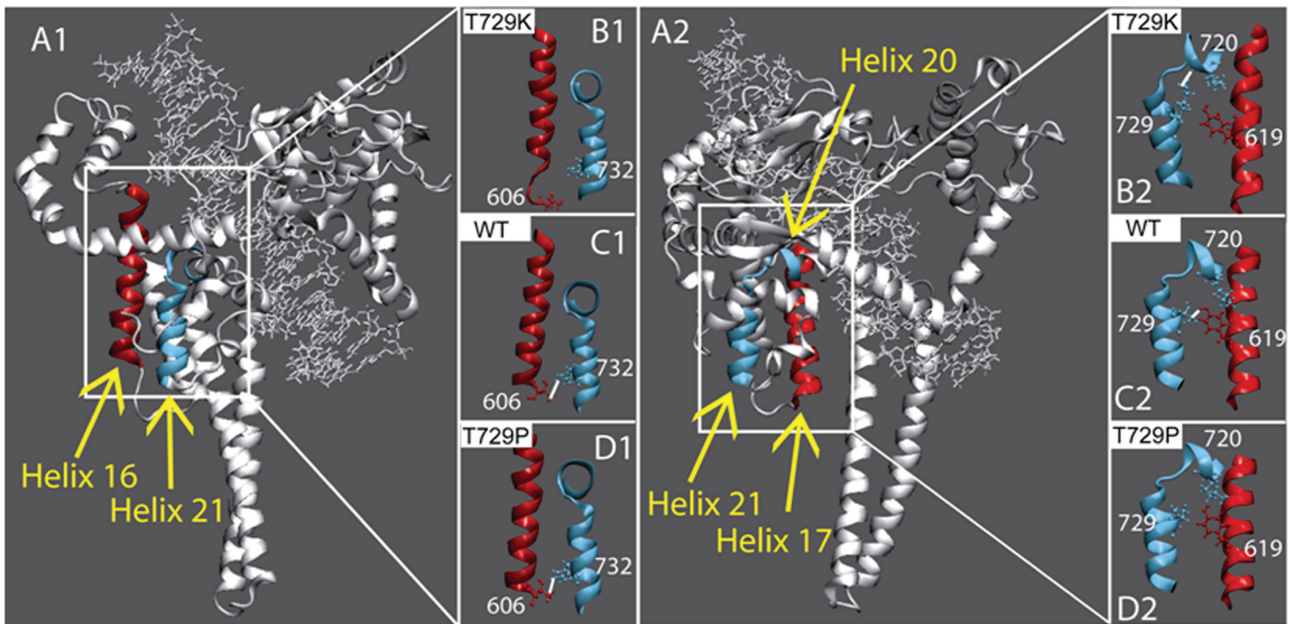 A1
Helix 16
Helix 21
T729K
B1
606
732
WT
C1
606
732
T729P
D1
606
732
A2
Helix 20
Helix 21
Helix 17
T729K
720
729
619
B2
WT
720
729
619
C2
T729P
720
729
619
D2